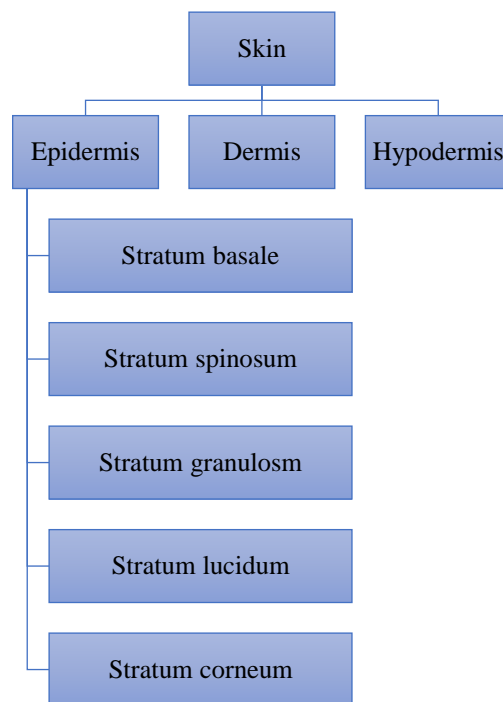 Skin
Epidermis
Dermis
Hypodermis
Stratum basale
Stratum spinosum
Stratum granulosm
Stratum lucidum
Stratum corneum